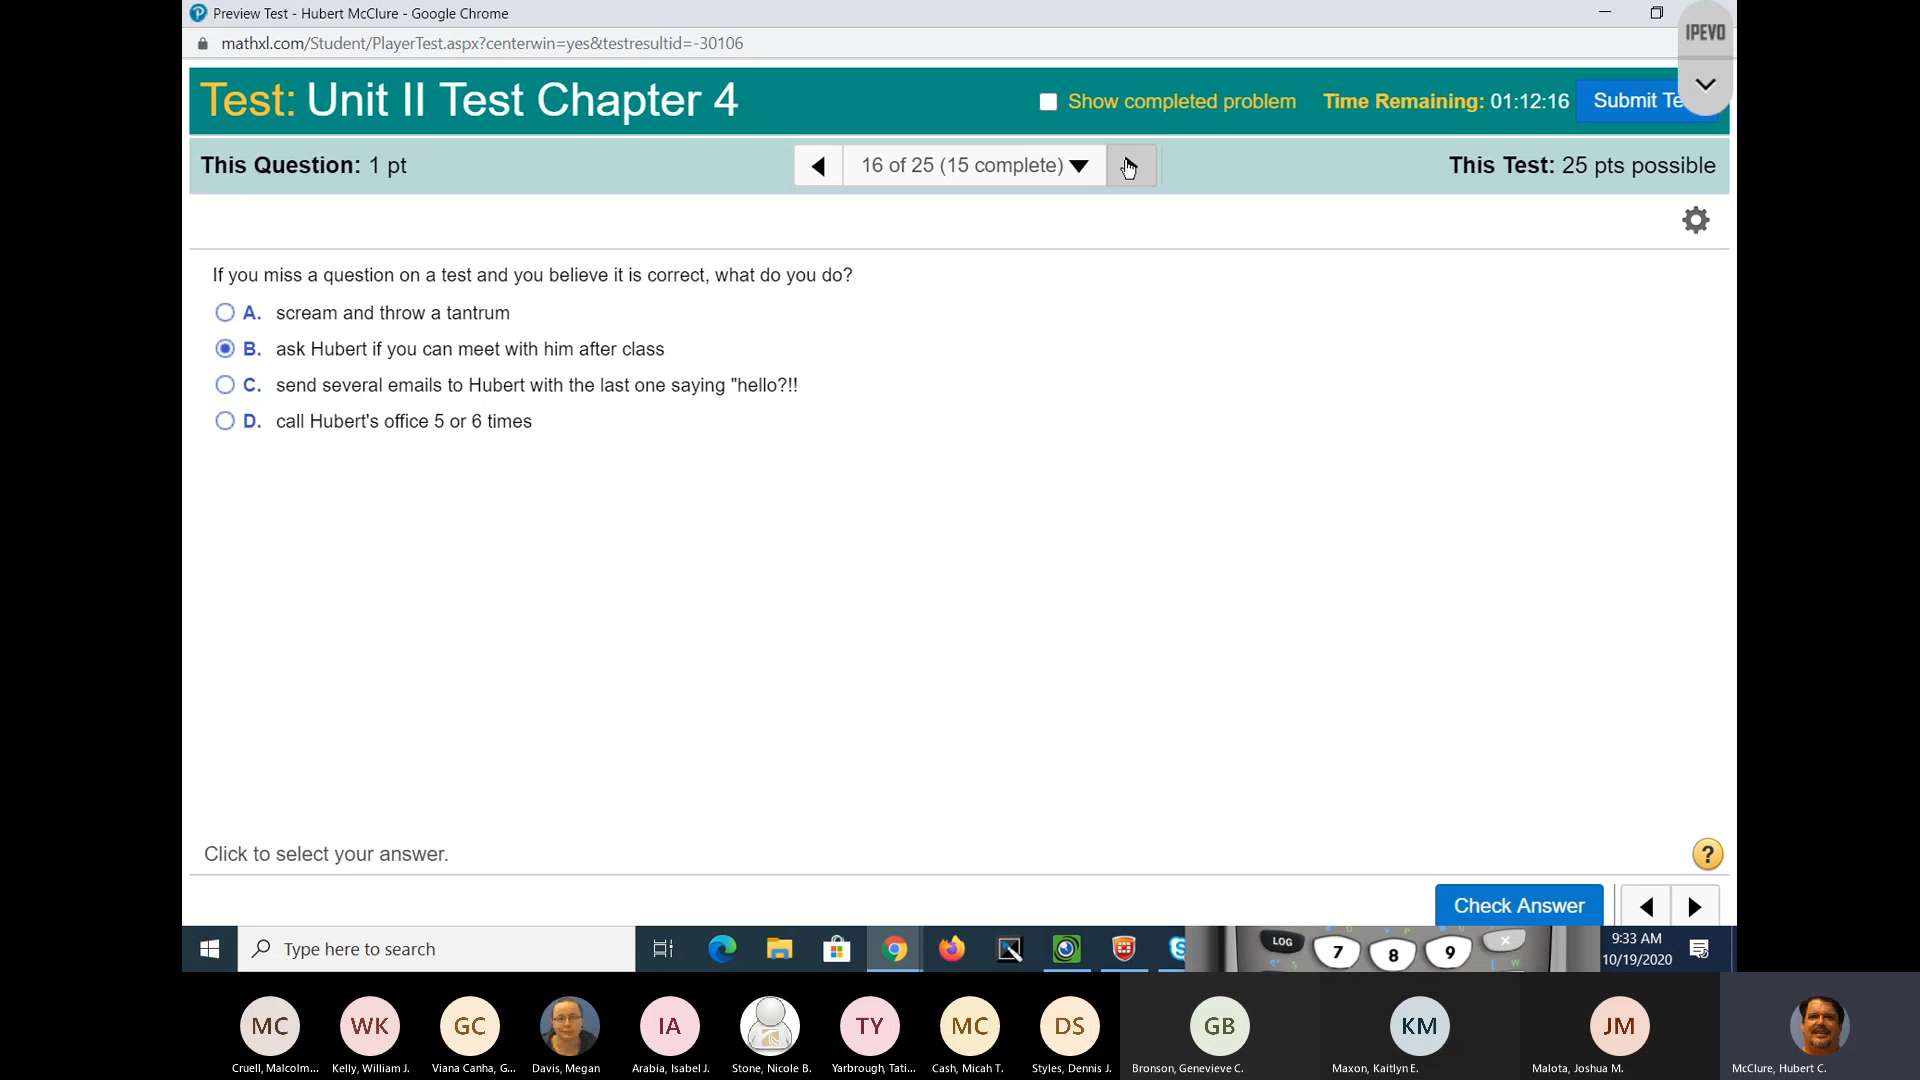 Preview Test - Hubert McClure - Google Chrome
mathxl.com/Student/PlayerTest.aspx?centerwin=yes&testresultid=-30106
IPEVO
Test: Unit II Test Chapter 4
Show completed problem
Time Remaining: 01:12:16
Submit Te
This Question: 1 pt
16 of 25 (15 complete)
This Test: 25 pts possible
If you miss a question on a test and you believe it is correct, what do you do?
A. scream and throw a tantrum
B. ask Hubert if you can meet with him after class
C. send several emails to Hubert with the last one saying "hello?!!
D. call Hubert's office 5 or 6 times
Click to select your answer.
?
Check Answer
Type here to search
LOG
7
8
9
9:33 AM
10/19/2020
MC
WK
GC
IA
TY
MC
DS
GB
KM
JM
Cruell, Malcolm...
Kelly, William J.
Viana Canha, G...
Davis, Megan
Arabia, Isabel J.
Stone, Nicole B.
Yarbrough, Tati...
Cash, Micah T.
Styles, Dennis J.
Bronson, Genevieve C.
Maxon, Kaitlyn E.
Malota, Joshua M.
McClure, Hubert C.